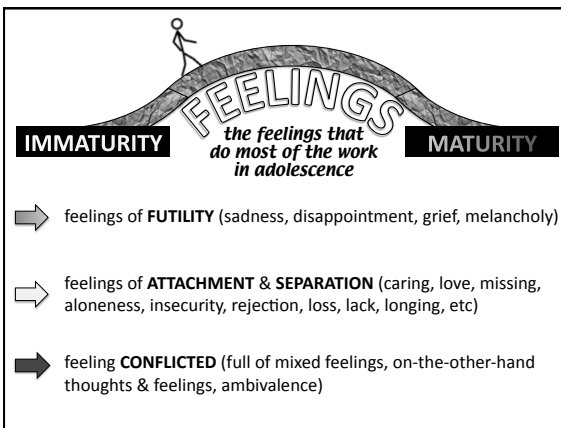 FEELINGS
IMMATURITY
the feelings that
do most of the work
in adolescence
MATURITY
feelings of FUTILITY (sadness, disappointment, grief, melancholy)
feelings of ATTACHMENT & SEPARATION (caring, love, missing,
aloneness, insecurity, rejection, loss, lack, longing, etc)
feeling CONFLICTED (full of mixed feelings, on-the-other-hand
thoughts & feelings, ambivalence)